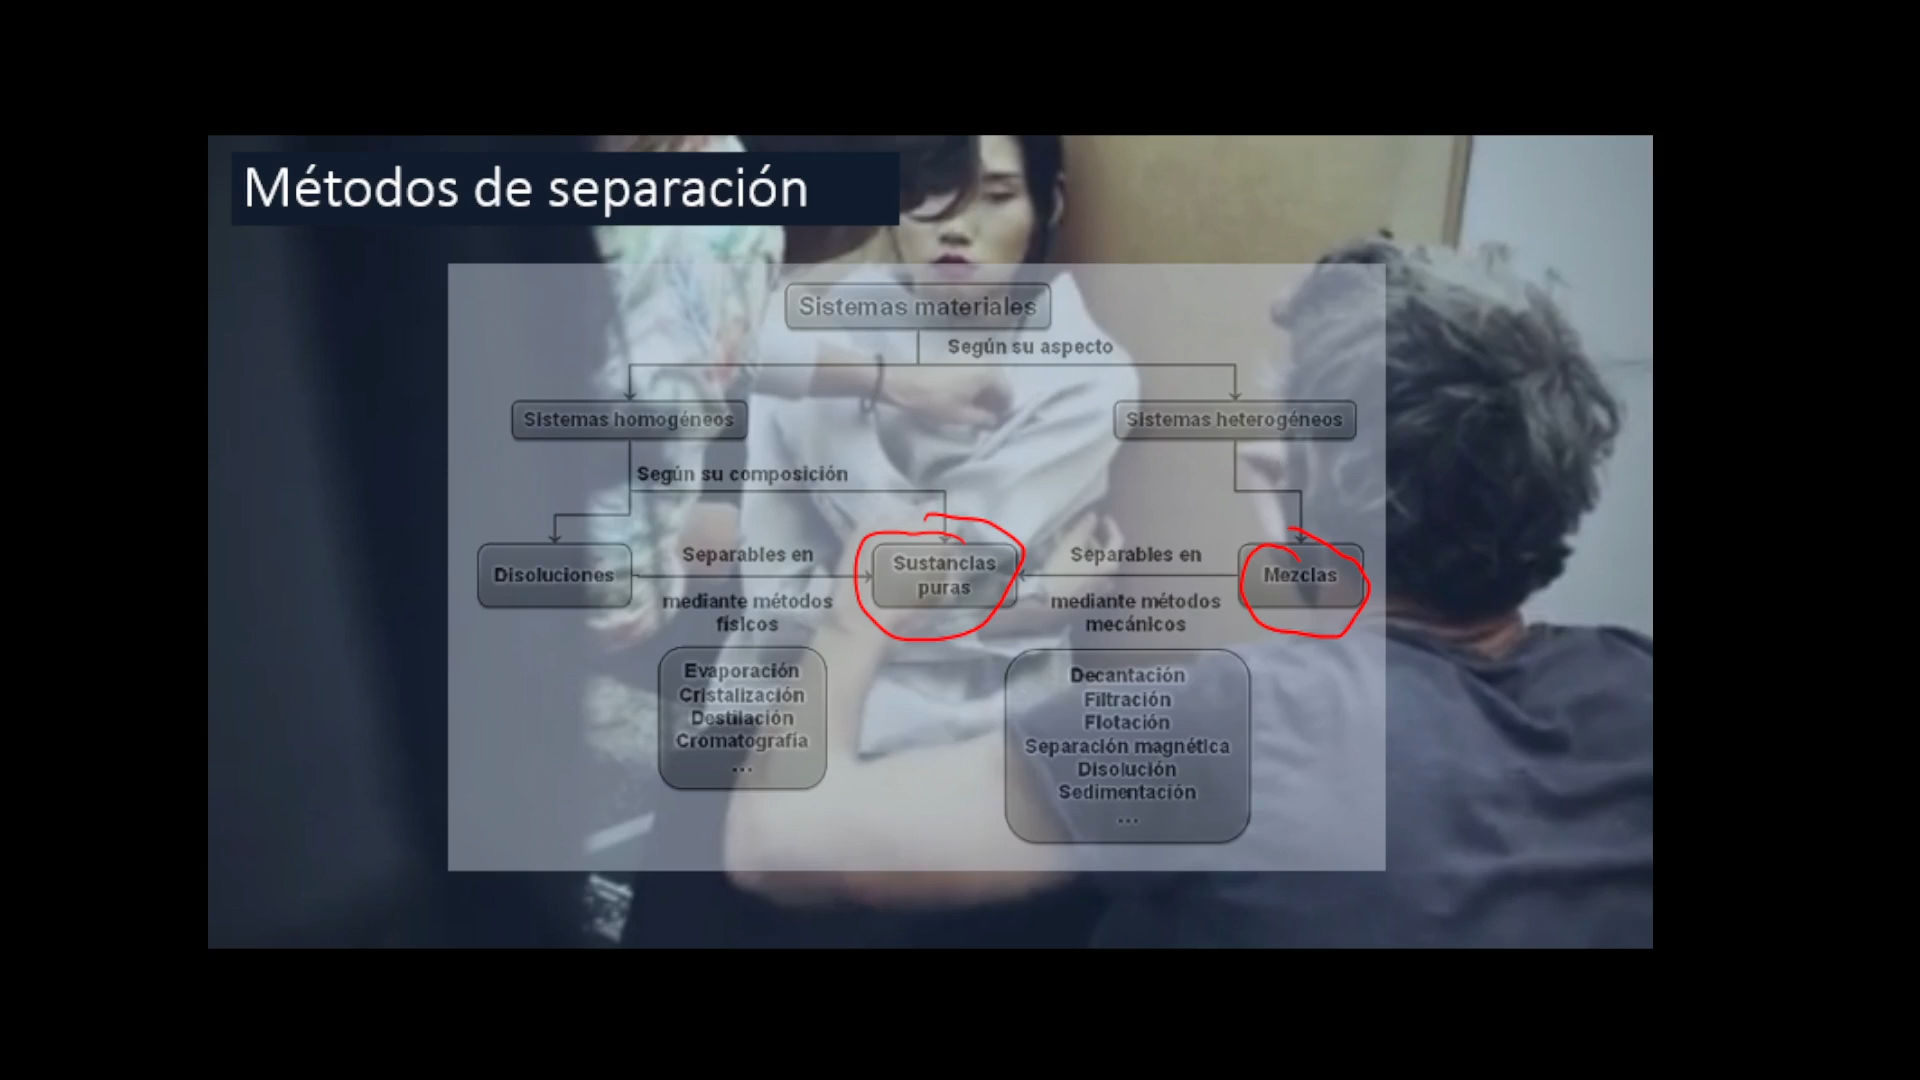 Métodos de separación
Sistemas materiales
Según su aspecto
Sistemas homogéneos
Sistemas heterogéneos
Según su composición
Disoluciones
Separables en
mediante métodos
físicos
Sustancias
puras
Separables en
mediante métodos
mecánicos
Mezclas
Evaporación
Cristalización
Destilación
Cromatografía
...
Decantación
Filtración
Flotación
Separación magnética
Disolución
Sedimentación
...